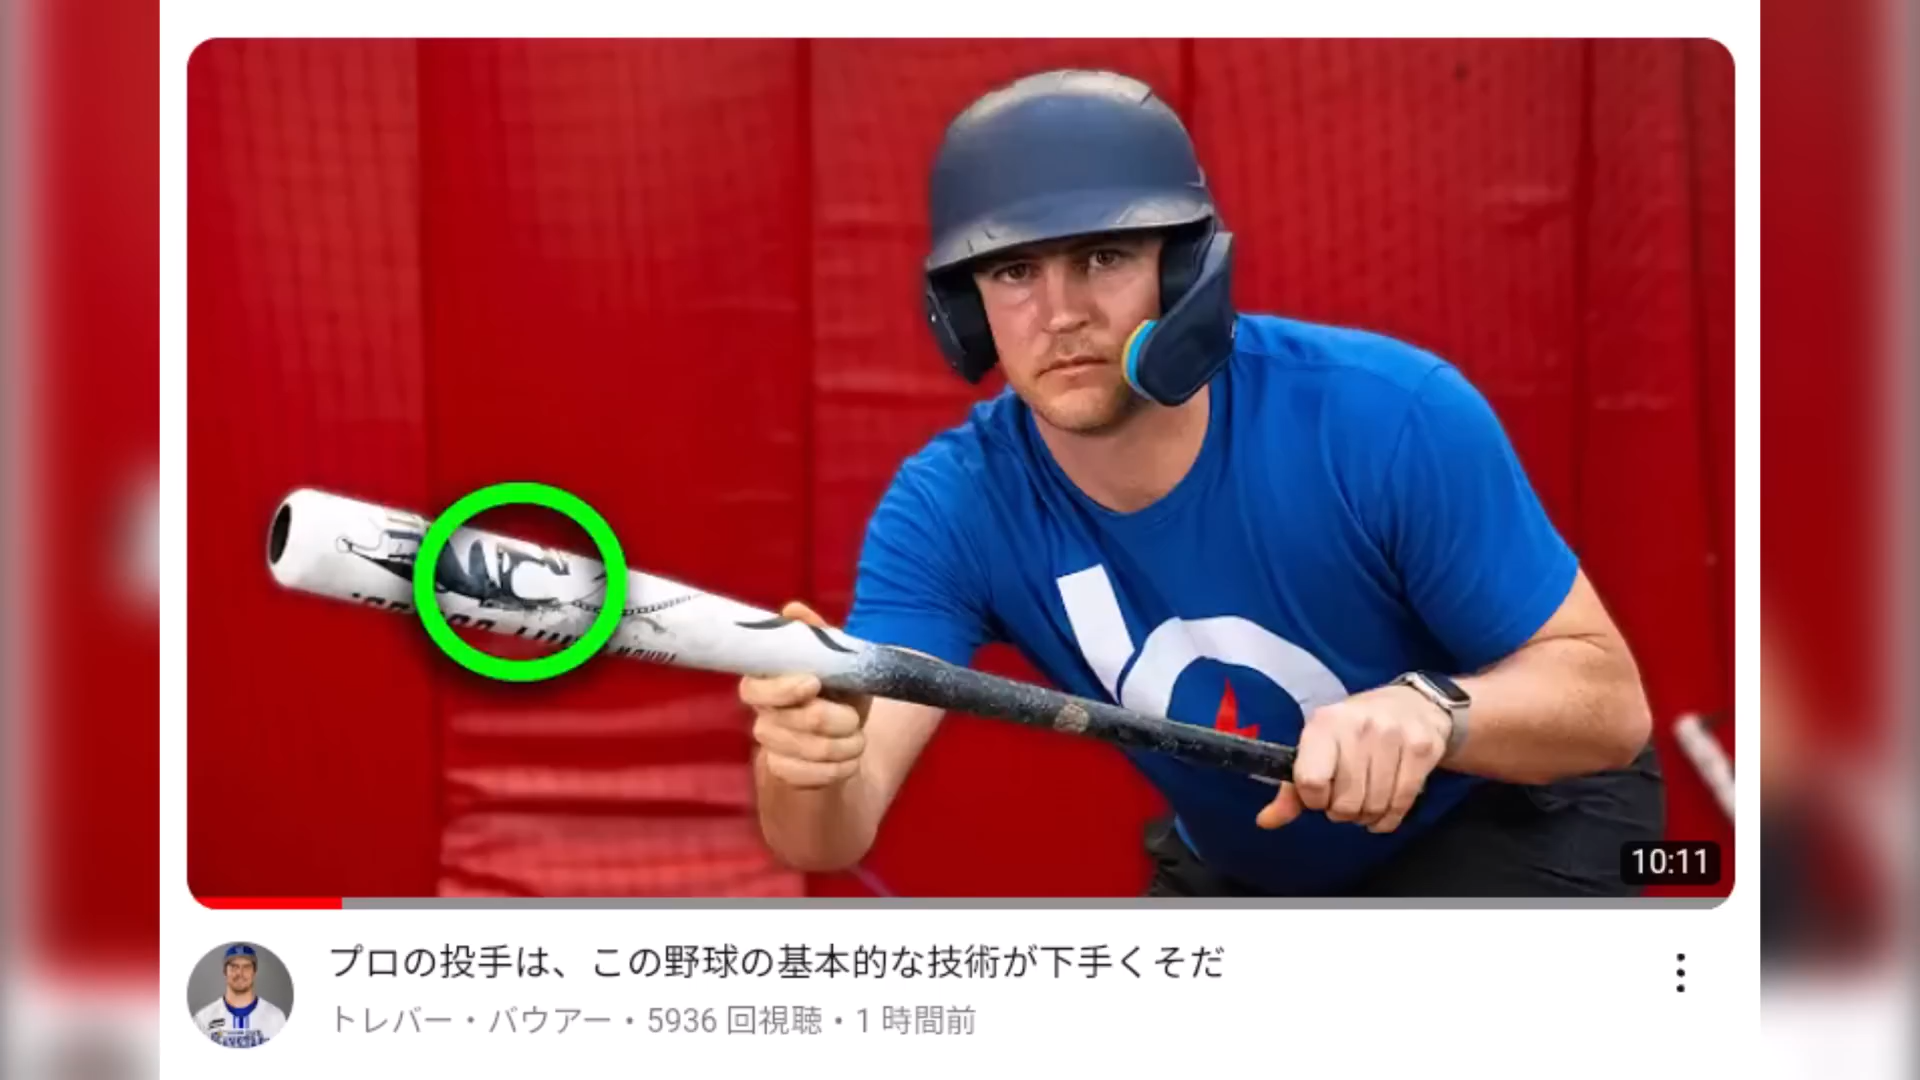 10:11
プロの投手は、この野球の基本的な技術が下手くそだ
トレバー・バウアー・5936 回視聴・1 時間前